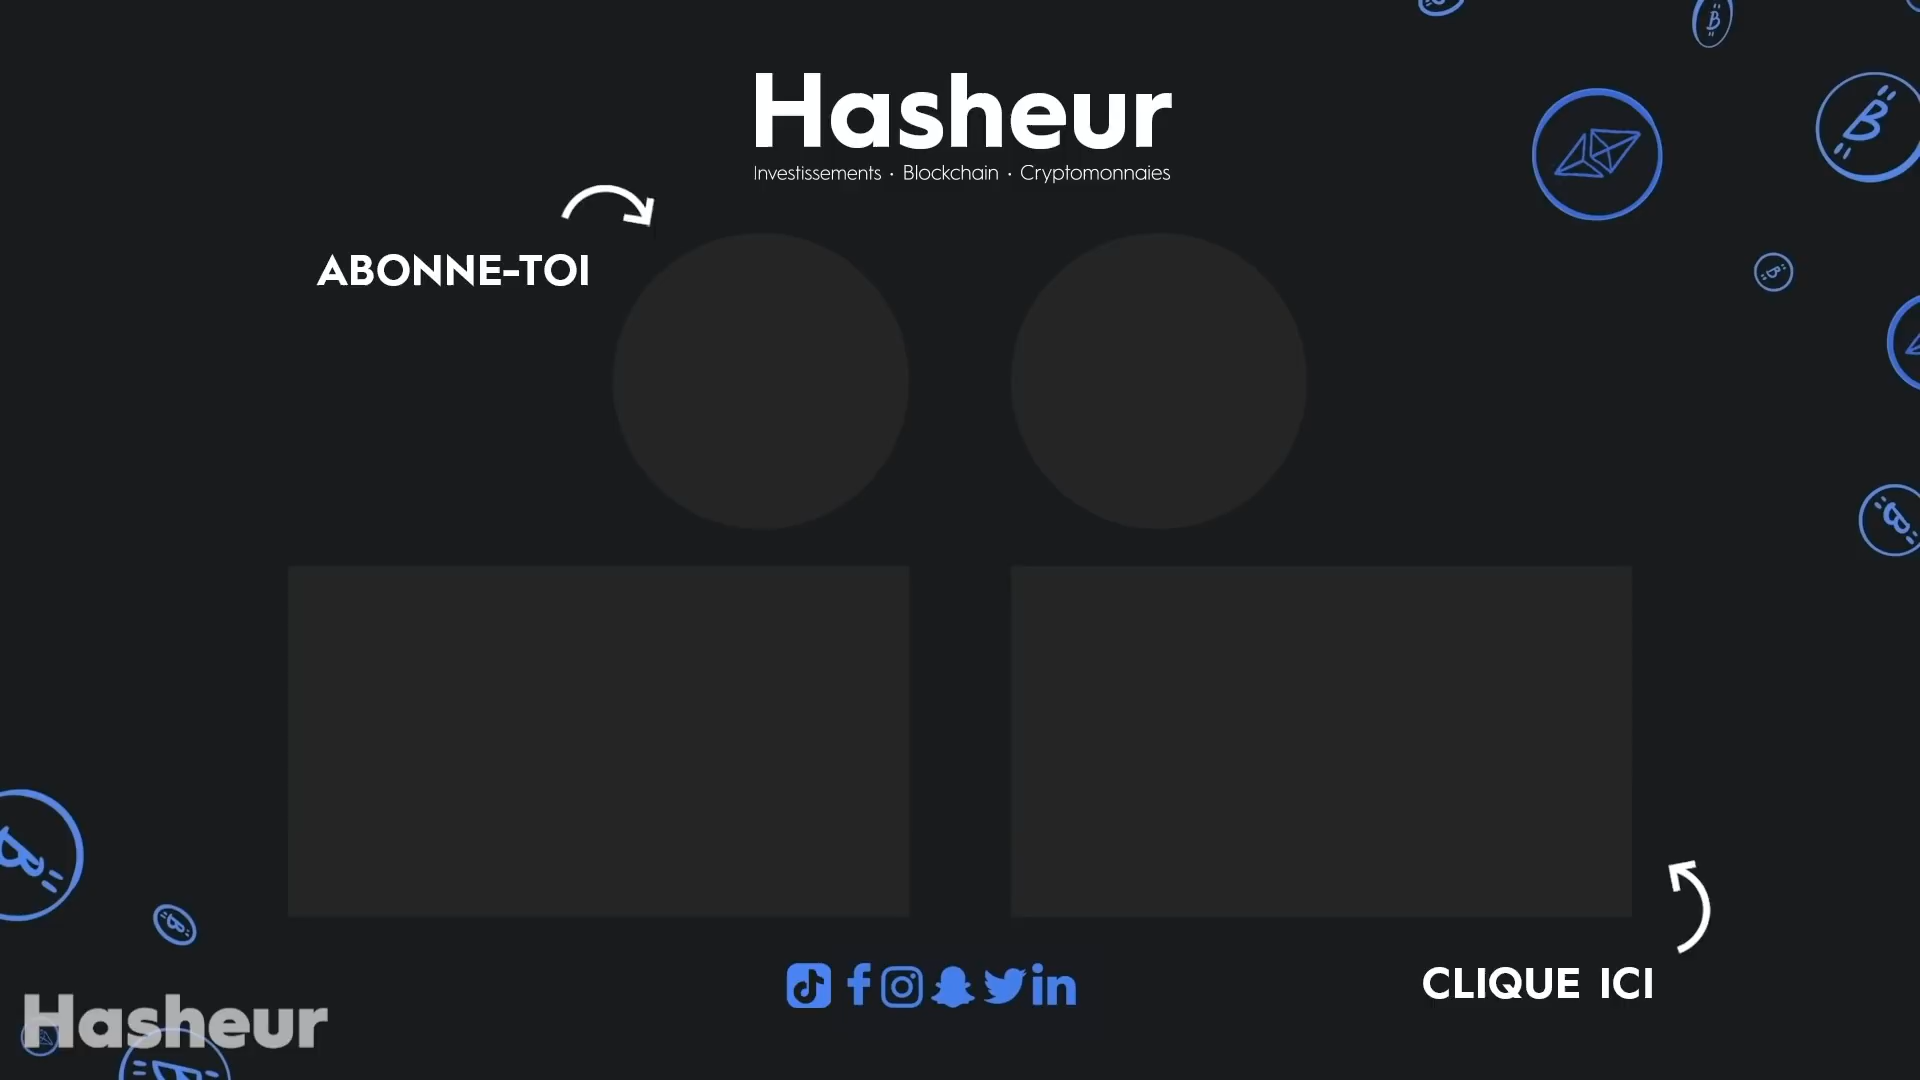 Hasheur
Investissements · Blockchain · Cryptomonnaies
ABONNE-TOI
CLIQUE ICI
Hasheur